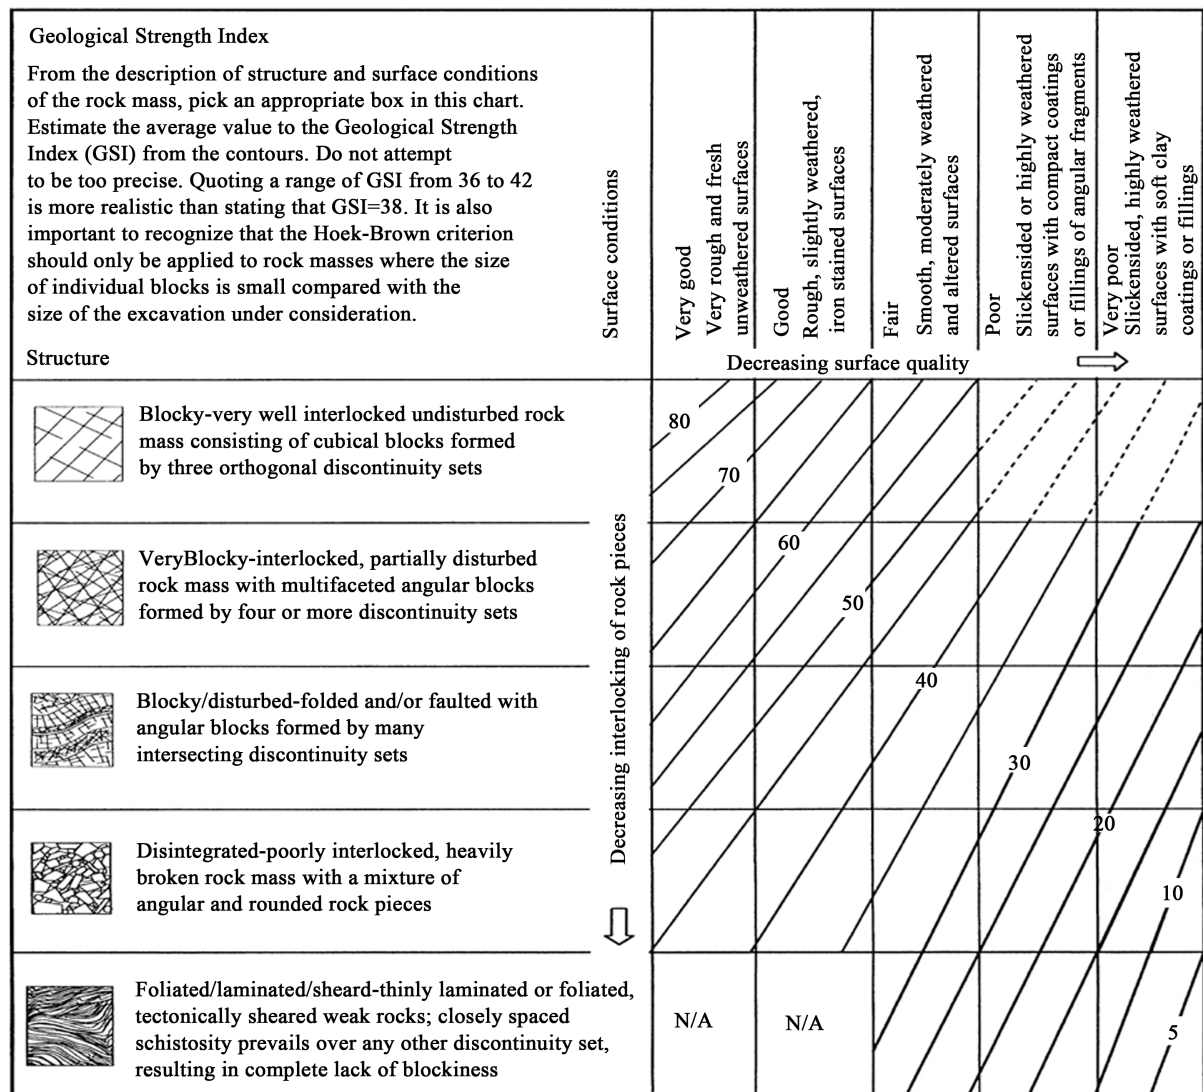 Geological Strength Index
From the description of structure and surface conditions
of the rock mass, pick an appropriate box in this chart.
Estimate the average value to the Geological Strength
Index (GSI) from the contours. Do not attempt
to be too precise. Quoting a range of GSI from 36 to 42
is more realistic than stating that GSI=38. It is also
important to recognize that the Hoek-Brown criterion
should only be applied to rock masses where the size
of individual blocks is small compared with the
size of the excavation under consideration.
Structure
Surface conditions
Very good
Very rough and fresh
unweathered surfaces
Good
Rough, slightly weathered,
iron stained surfaces
Fair
Smooth, moderately weathered
and altered surfaces
Poor
Slickensided or highly weathered
surfaces with compact coatings
or fillings of angular fragments
Very poor
Slickensided, highly weathered
surfaces with soft clay
coatings or fillings
Decreasing surface quality
Decreasing interlocking of rock pieces
Blocky-very well interlocked undisturbed rock
mass consisting of cubical blocks formed
by three orthogonal discontinuity sets
80
70
VeryBlocky-interlocked, partially disturbed
rock mass with multifaceted angular blocks
formed by four or more discontinuity sets
60
50
Blocky/disturbed-folded and/or faulted with
angular blocks formed by many
intersecting discontinuity sets
40
30
Disintegrated-poorly interlocked, heavily
broken rock mass with a mixture of
angular and rounded rock pieces
20
10
Foliated/laminated/sheard-thinly laminated or foliated,
tectonically sheared weak rocks; closely spaced
schistosity prevails over any other discontinuity set,
resulting in complete lack of blockiness
N/A
N/A
5